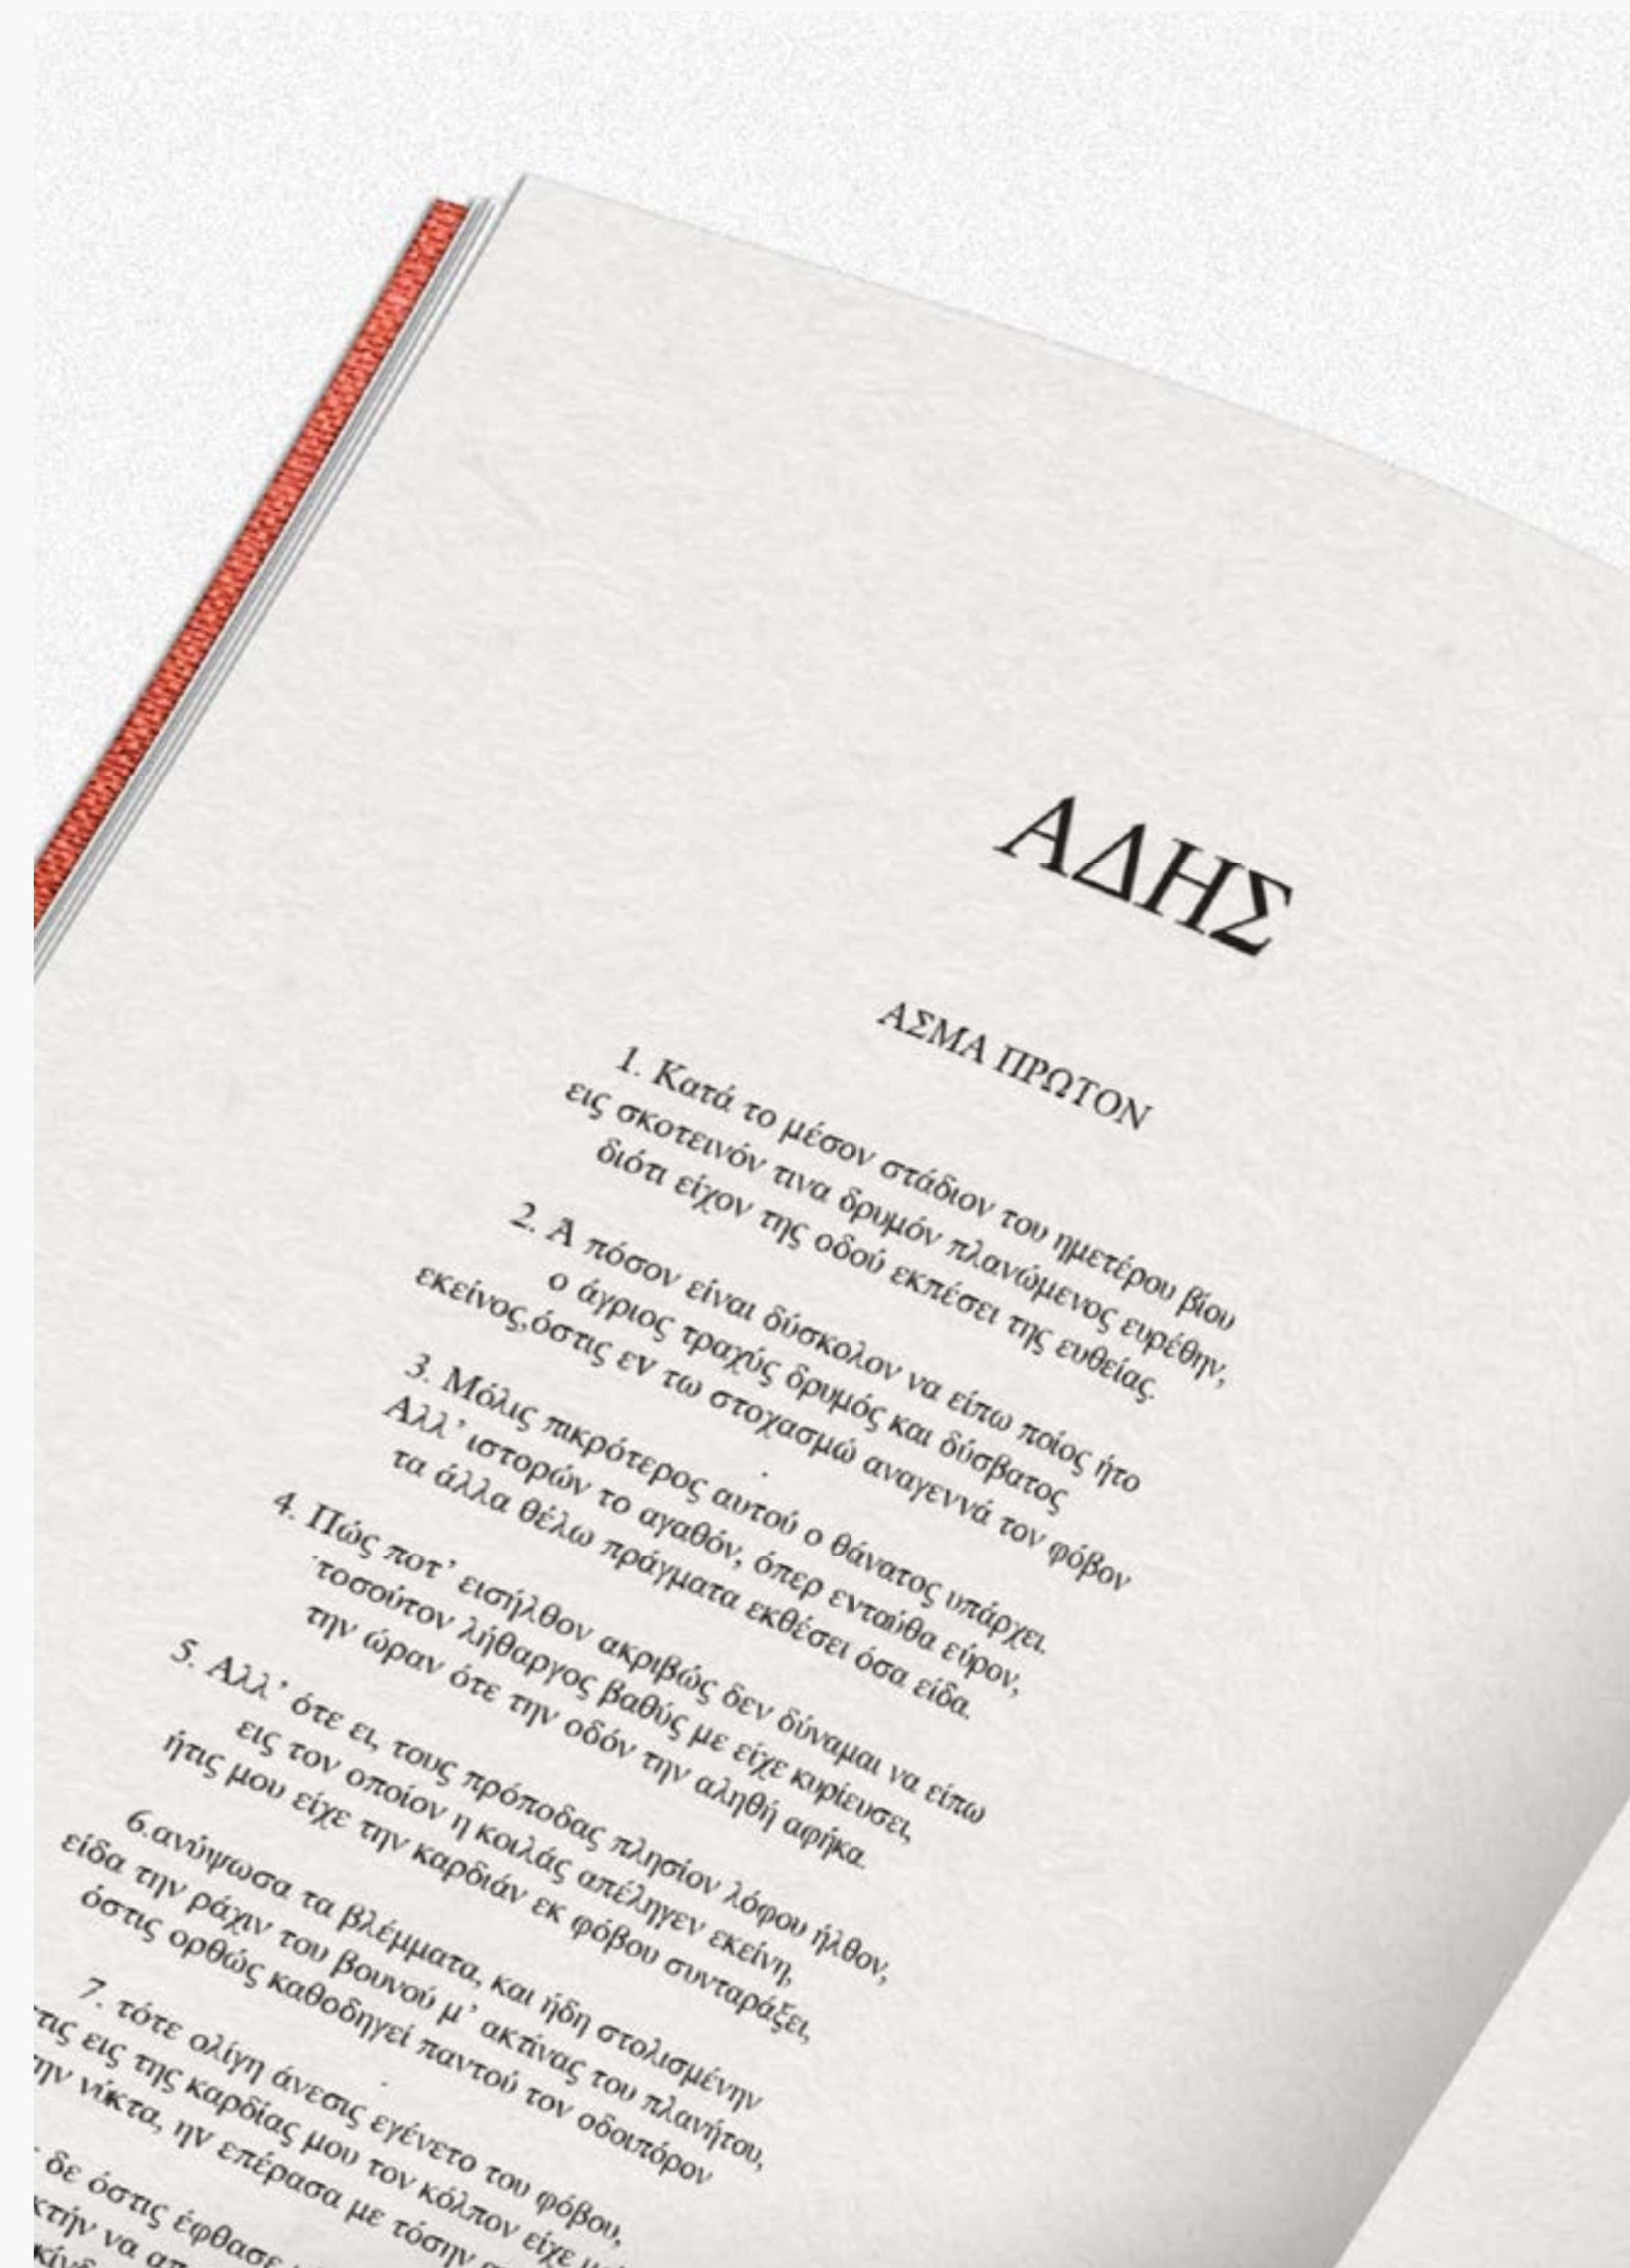 ΑΔΗΣ
ΑΣΜΑ ΠΡΩΤΟΝ
1. Κατά το μέσον στάδιον του ημετέρου βίου
εις σκοτεινόν τινα δρυμόν πλανώμενος ευρέθην,
διότι είχον της οδού εκπέσει της ευθείας.
2. Α πόσον είναι δύσκολον να είπω ποίος ήτο
ο άγριος τραχύς δρυμός και δύσβατος
εκείνος,όστις εν τω στοχασμώ αναγεννά τον φόβον
3. Μόλις πικρότερος αυτού ο θάνατος υπάρχει.
Αλλ’ ιστορών το αγαθόν, όπερ ενταύθα εύρον,
τα άλλα θέλω πράγματα εκθέσει όσα είδα.
4. Πώς ποτ’ εισήλθον ακριβώς δεν δύναμαι να είπω
τοσούτον λήθαργος βαθύς με είχε κυρίευσει,
την ώραν ότε την οδόν την αληθή αφήκα.
5. Αλλ’ ότε ει, τους πρόποδας πλησίον λόφου ήλθον,
εις τον οποίον η κοιλάς απέληγεν εκείνη,
ήτις μου είχε την καρδιάν εκ φόβου συνταράξει,
6.ανύψωσα τα βλέμματα, και ήδη στολισμένην
είδα την ράχιν του βουνού μ’ ακτίνας του πλανήτου,
όστις ορθώς καθοδηγεί παντού τον οδοιπόρον
7. τότε ολίγη άνεσις εγένετο του φόβου,
εις της καρδίας μου τον κόλπον είχε
νύκτα, ην επέρασα με τόσην
δε όστις έφθασε
να